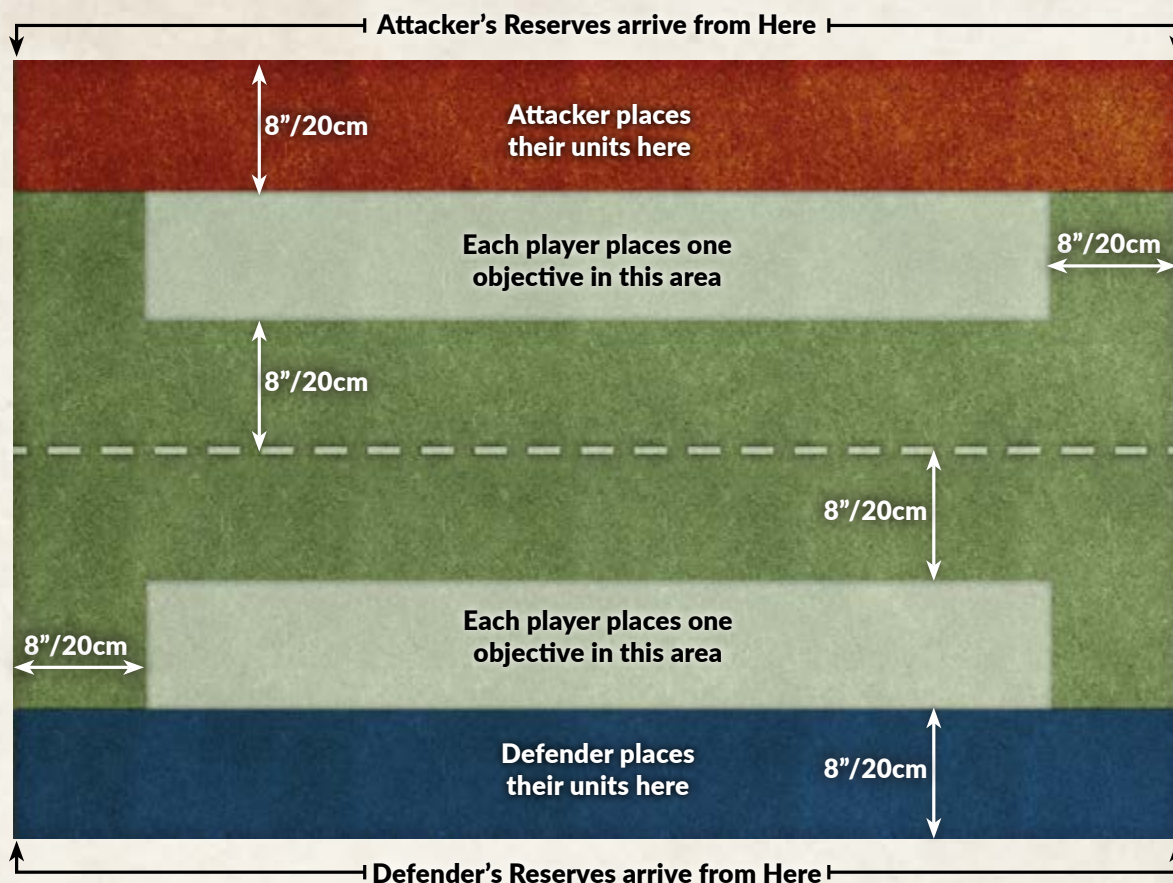 Attacker’s Reserves arrive from Here
8”/20cm
Attacker places
their units here
Each player places one
objective in this area
8”/20cm
8”/20cm
8”/20cm
Each player places one
objective in this area
8”/20cm
Defender places
their units here
8”/20cm
Defender’s Reserves arrive from Here